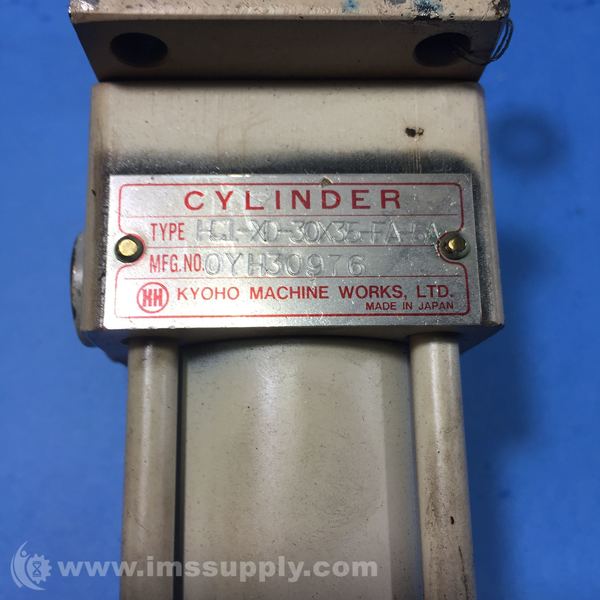 CYLINDER
TYPE HSL-XD-30X35-FA-5A
MFG.NO. 0YH30976
KH KYOHO MACHINE WORKS, LTD.
MADE IN JAPAN
www.imssupply.com